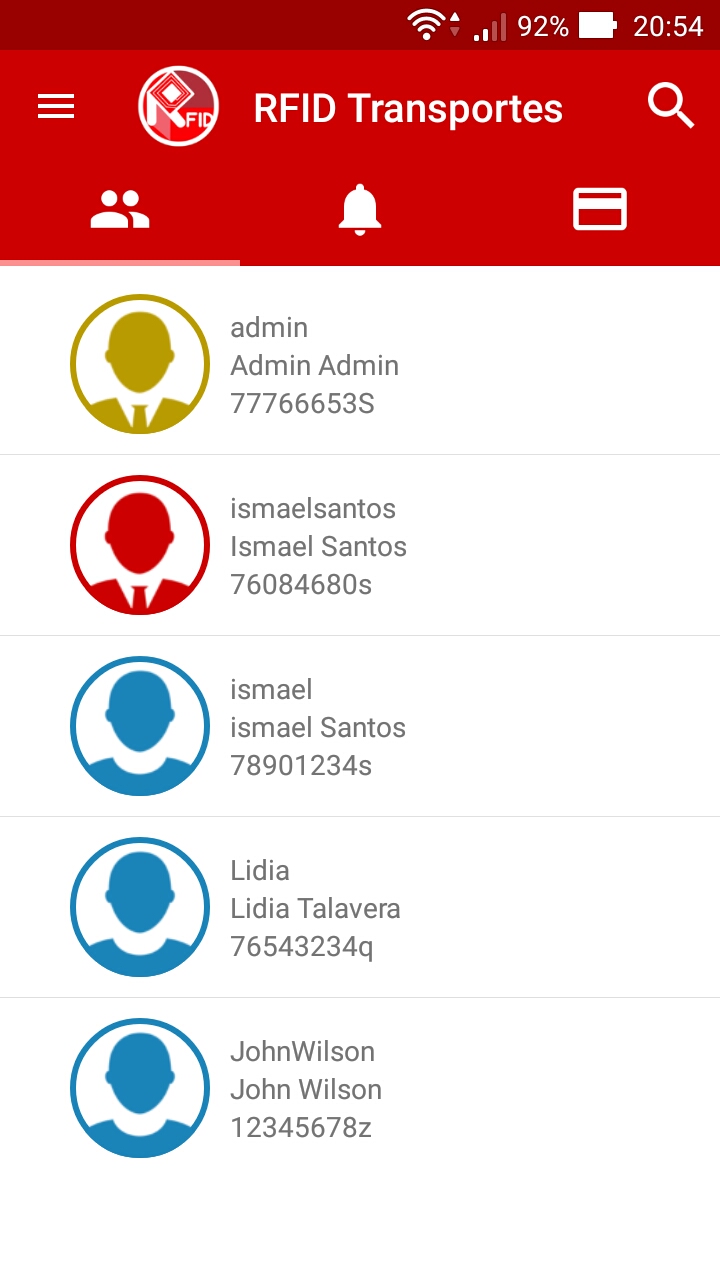 92% 20:54
RFID RFID Transportes
admin
Admin Admin
77766653S
ismaelsantos
Ismael Santos
76084680s
ismael
ismael Santos
78901234s
Lidia
Lidia Talavera
76543234q
JohnWilson
John Wilson
12345678z